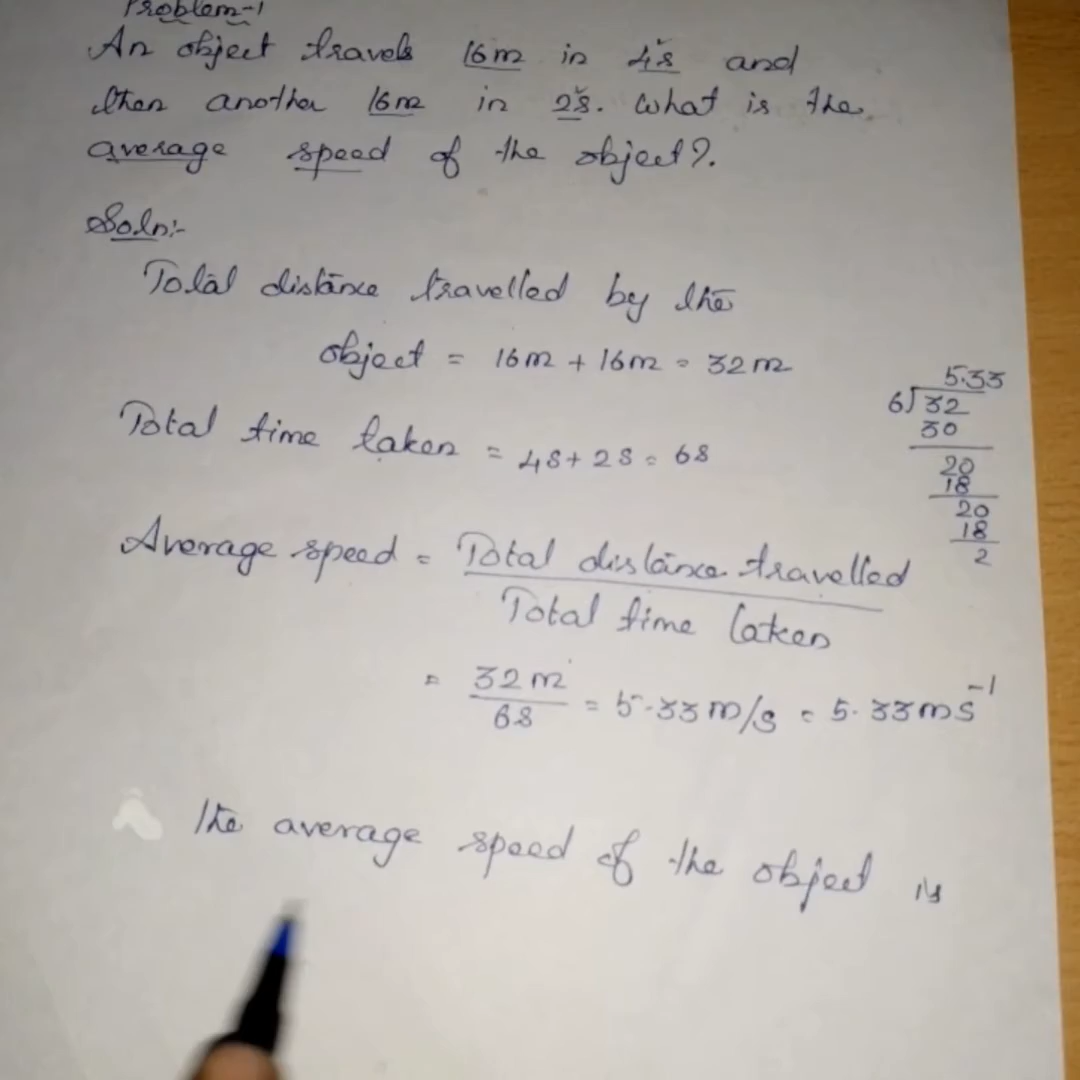 Problem-1
An object travels 16m in 4s and
then another 16m in 2s. What is the
average speed of the object?.
Soln:-
Total distance travelled by the
object = 16m + 16m = 32m
Total time taken = 4s + 2s = 6s
5.33
6) 32
30
20
18
20
18
2
Average speed = Total distance travelled
Total time taken
= 32m
6s
= 5.33 m/s = 5.33 ms⁻¹
The average speed of the object is